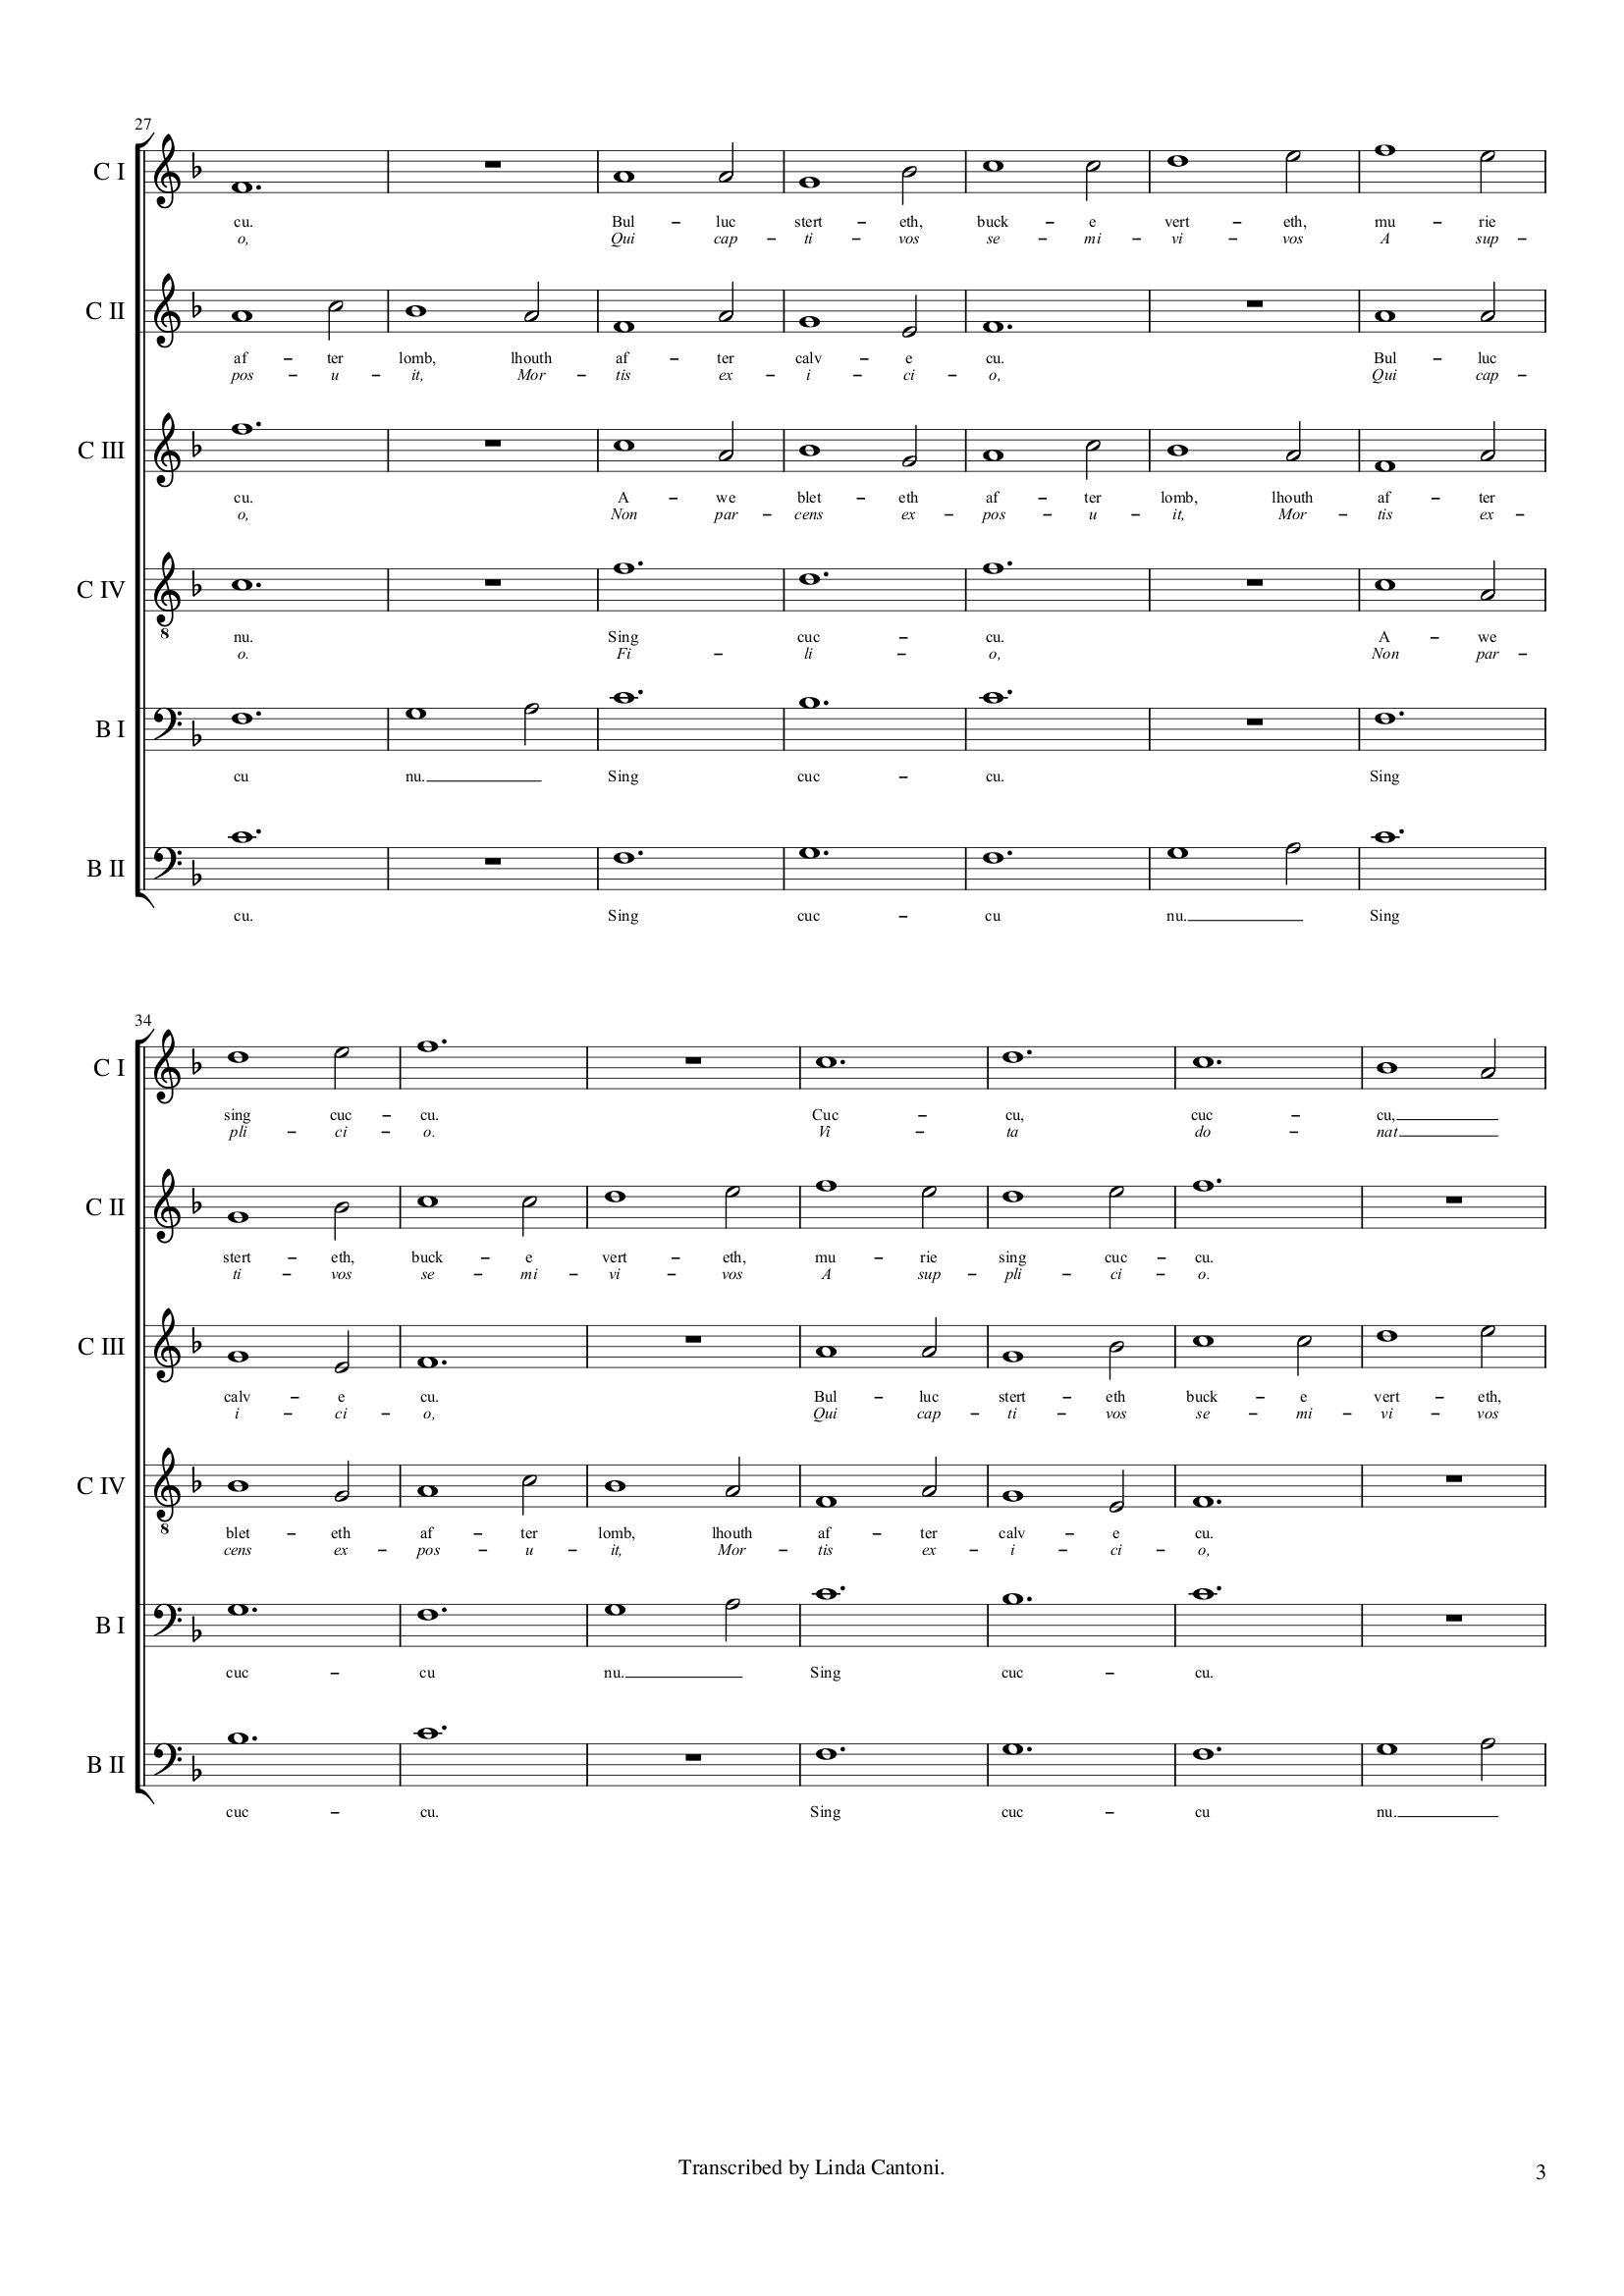 27
C I
cu. Bul - luc stert - eth, buck - e vert - eth, mu - rie
o, Qui cap - ti - vos se - mi - vi - vos A sup -
C II
af - ter lomb, lhouth af - ter calv - e cu. Bul - luc
pos - u - it, Mor - tis ex - i - ci - o, Qui cap -
C III
cu. A - we blet - eth af - ter lomb, lhouth af - ter
o, Non par - cens ex - pos - u - it, Mor - tis ex -
C IV
8
nu. Sing cuc - cu. A - we
o. Fi - li - o, Non par -
B I
cu nu. Sing cuc - cu. Sing
B II
cu. Sing cuc - cu nu. Sing
34
C I
sing cuc - cu. Cuc - cu, cuc - cu,
pli - ci - o. Vi - ta do - nat
C II
stert - eth, buck - e vert - eth, mu - rie sing cuc - cu.
ti - vos se - mi - vi - vos A sup - pli - ci - o.
C III
calv - e cu. Bul - luc stert - eth buck - e vert - eth,
i - ci - o, Qui cap - ti - vos se - mi - vi - vos
C IV
8
blet - eth af - ter lomb, lhouth af - ter calv - e cu.
cens ex - pos - u - it, Mor - tis ex - i - ci - o,
B I
cuc - cu nu. Sing cuc - cu.
B II
cuc - cu. Sing cuc - cu nu.
Transcribed by Linda Cantoni.
3